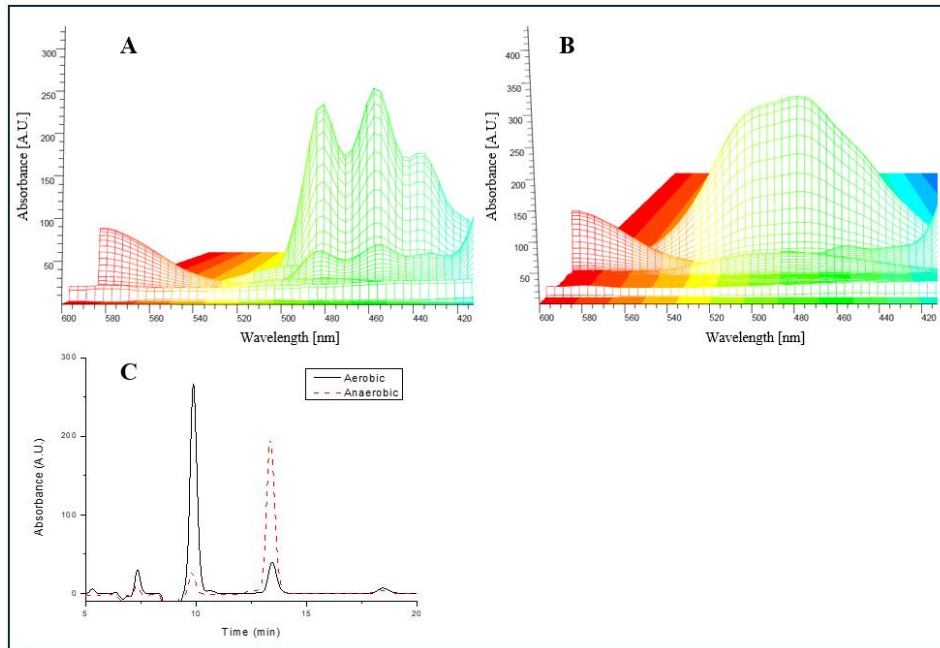 A
Absorbance [A.U.]
300
250
200
150
100
50
600 580 560 540 520 500 480 460 440 420
Wavelength [nm]
B
Absorbance [A.U.]
400
350
300
250
200
150
100
50
600 580 560 540 520 500 480 460 440 420
Wavelength [nm]
C
Aerobic
Anaerobic
Absorbance (A.U.)
300
200
100
0
5 10 15 20
Time (min)